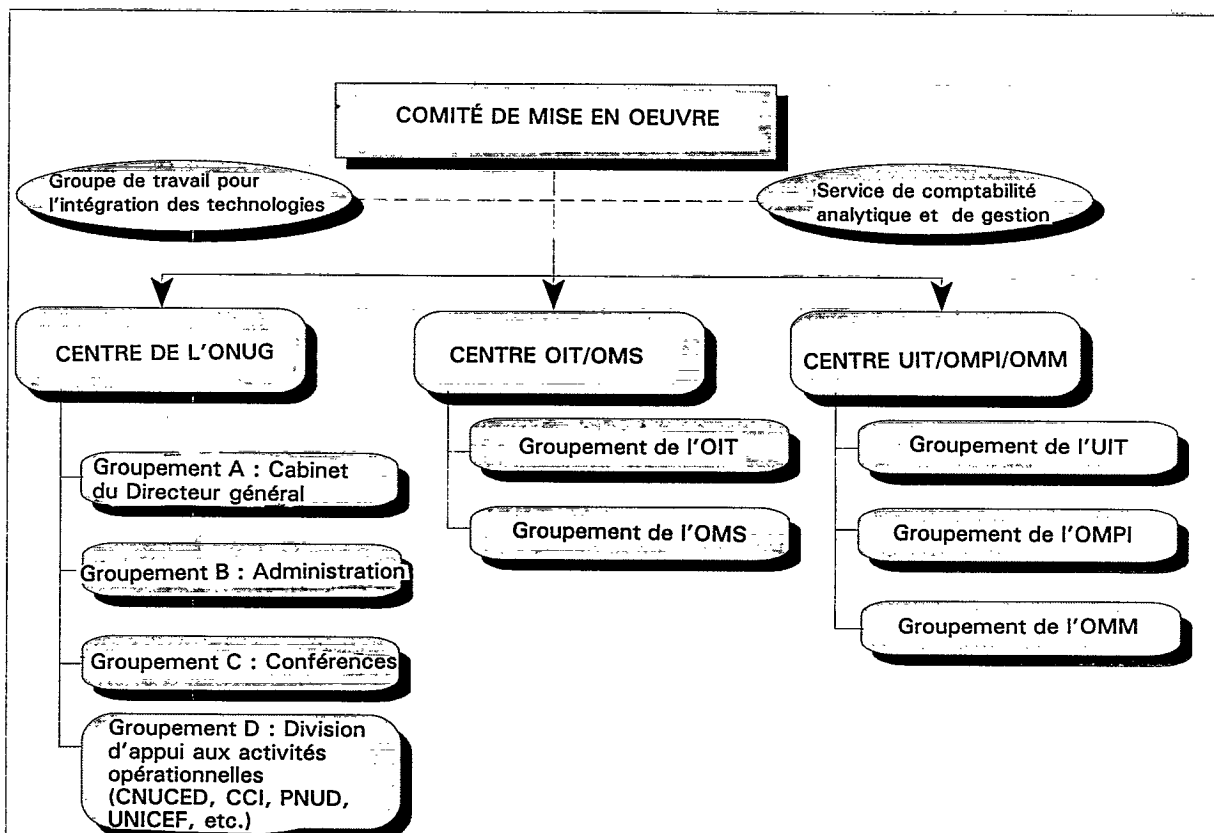 COMITÉ DE MISE EN OEUVRE
Groupe de travail pour
l'intégration des technologies
Service de comptabilité
analytique et de gestion
CENTRE DE L'ONUG
CENTRE OIT/OMS
CENTRE UIT/OMPI/OMM
Groupement A : Cabinet
du Directeur général
Groupement B : Administration
Groupement C : Conférences
Groupement D : Division
d'appui aux activités
opérationnelles
(CNUCED, CCI, PNUD,
UNICEF, etc.)
Groupement de l'OIT
Groupement de l'OMS
Groupement de l'UIT
Groupement de l'OMPI
Groupement de l'OMM